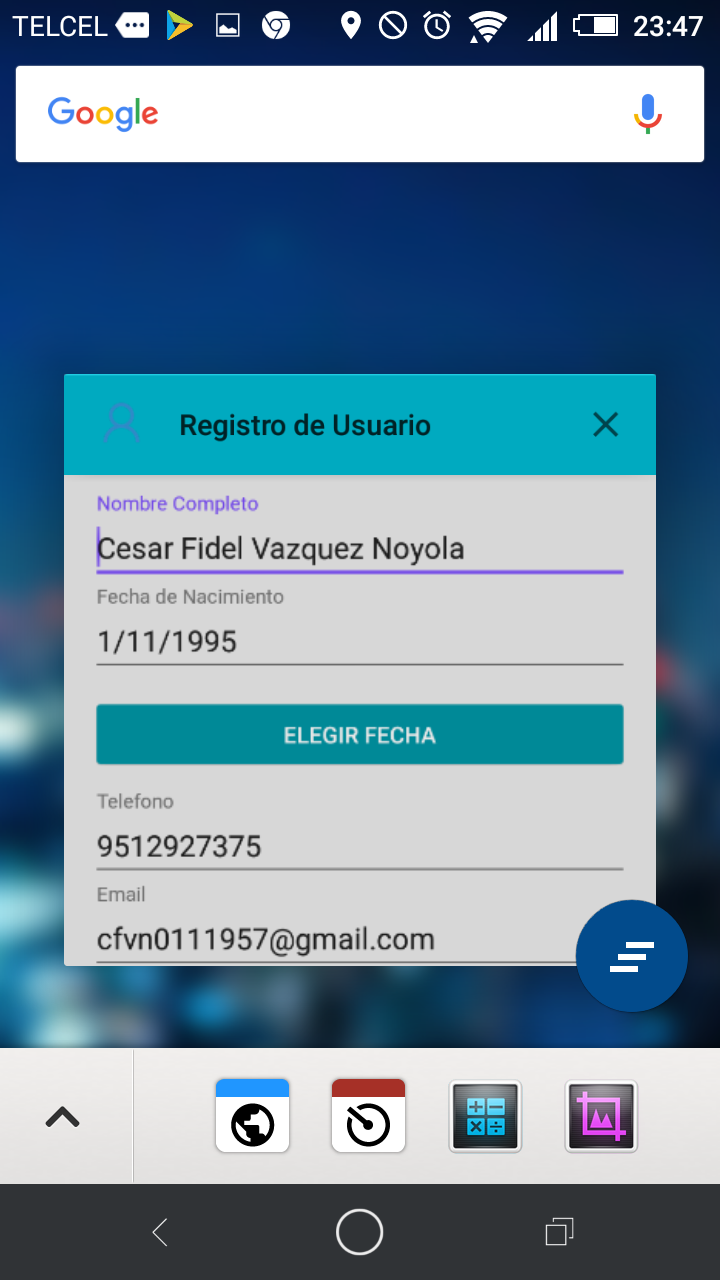 TELCEL 23:47
Google
Registro de Usuario
Nombre Completo
Cesar Fidel Vazquez Noyola
Fecha de Nacimiento
1/11/1995
ELEGIR FECHA
Telefono
9512927375
Email
cfvn0111957@gmail.com